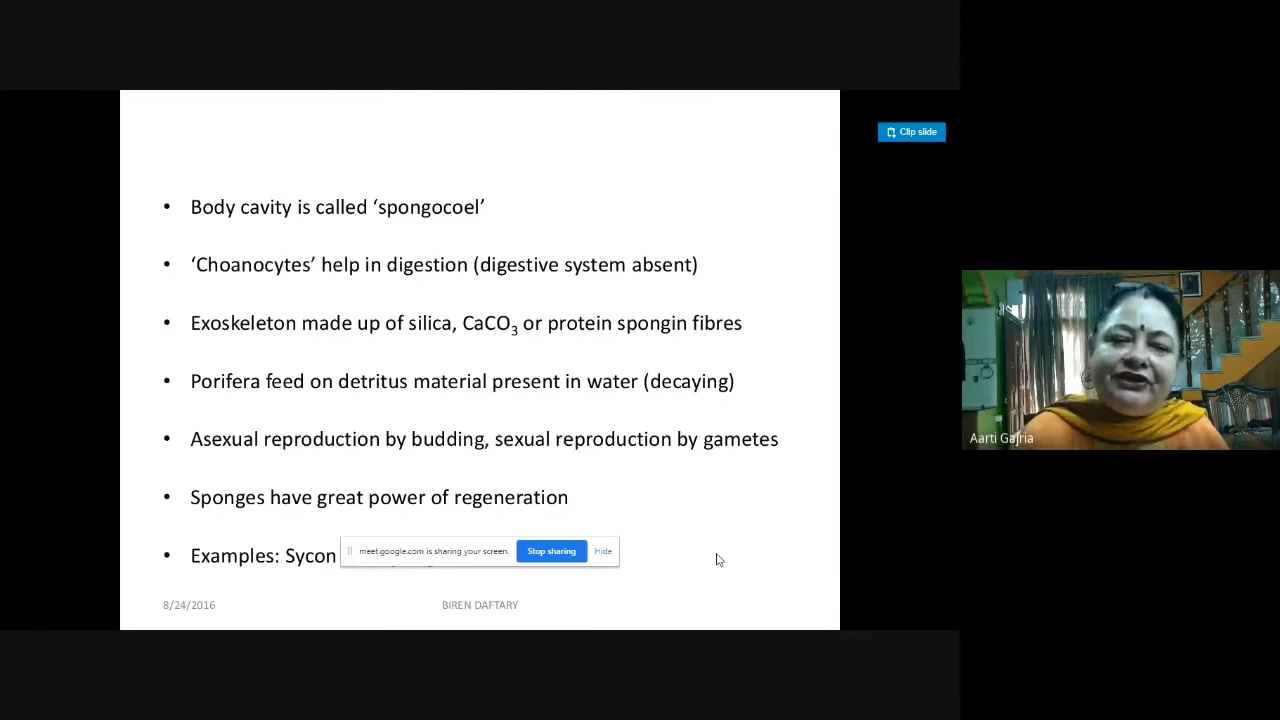 Clip slide
• Body cavity is called ‘spongocoel’
• ‘Choanocytes’ help in digestion (digestive system absent)
• Exoskeleton made up of silica, CaCO₃ or protein spongin fibres
• Porifera feed on detritus material present in water (decaying)
• Asexual reproduction by budding, sexual reproduction by gametes
• Sponges have great power of regeneration
• Examples: Sycon
meet.google.com is sharing your screen. Stop sharing Hide
8/24/2016 BIREN DAFTARY
Aarti Gajria